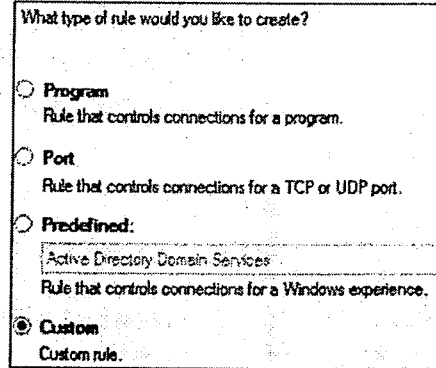 What type of rule would you like to create?
Program
Rule that controls connections for a program.
Port
Rule that controls connections for a TCP or UDP port.
Predefined:
Active Directory Domain Services
Rule that controls connections for a Windows experience.
Custom
Custom rule.